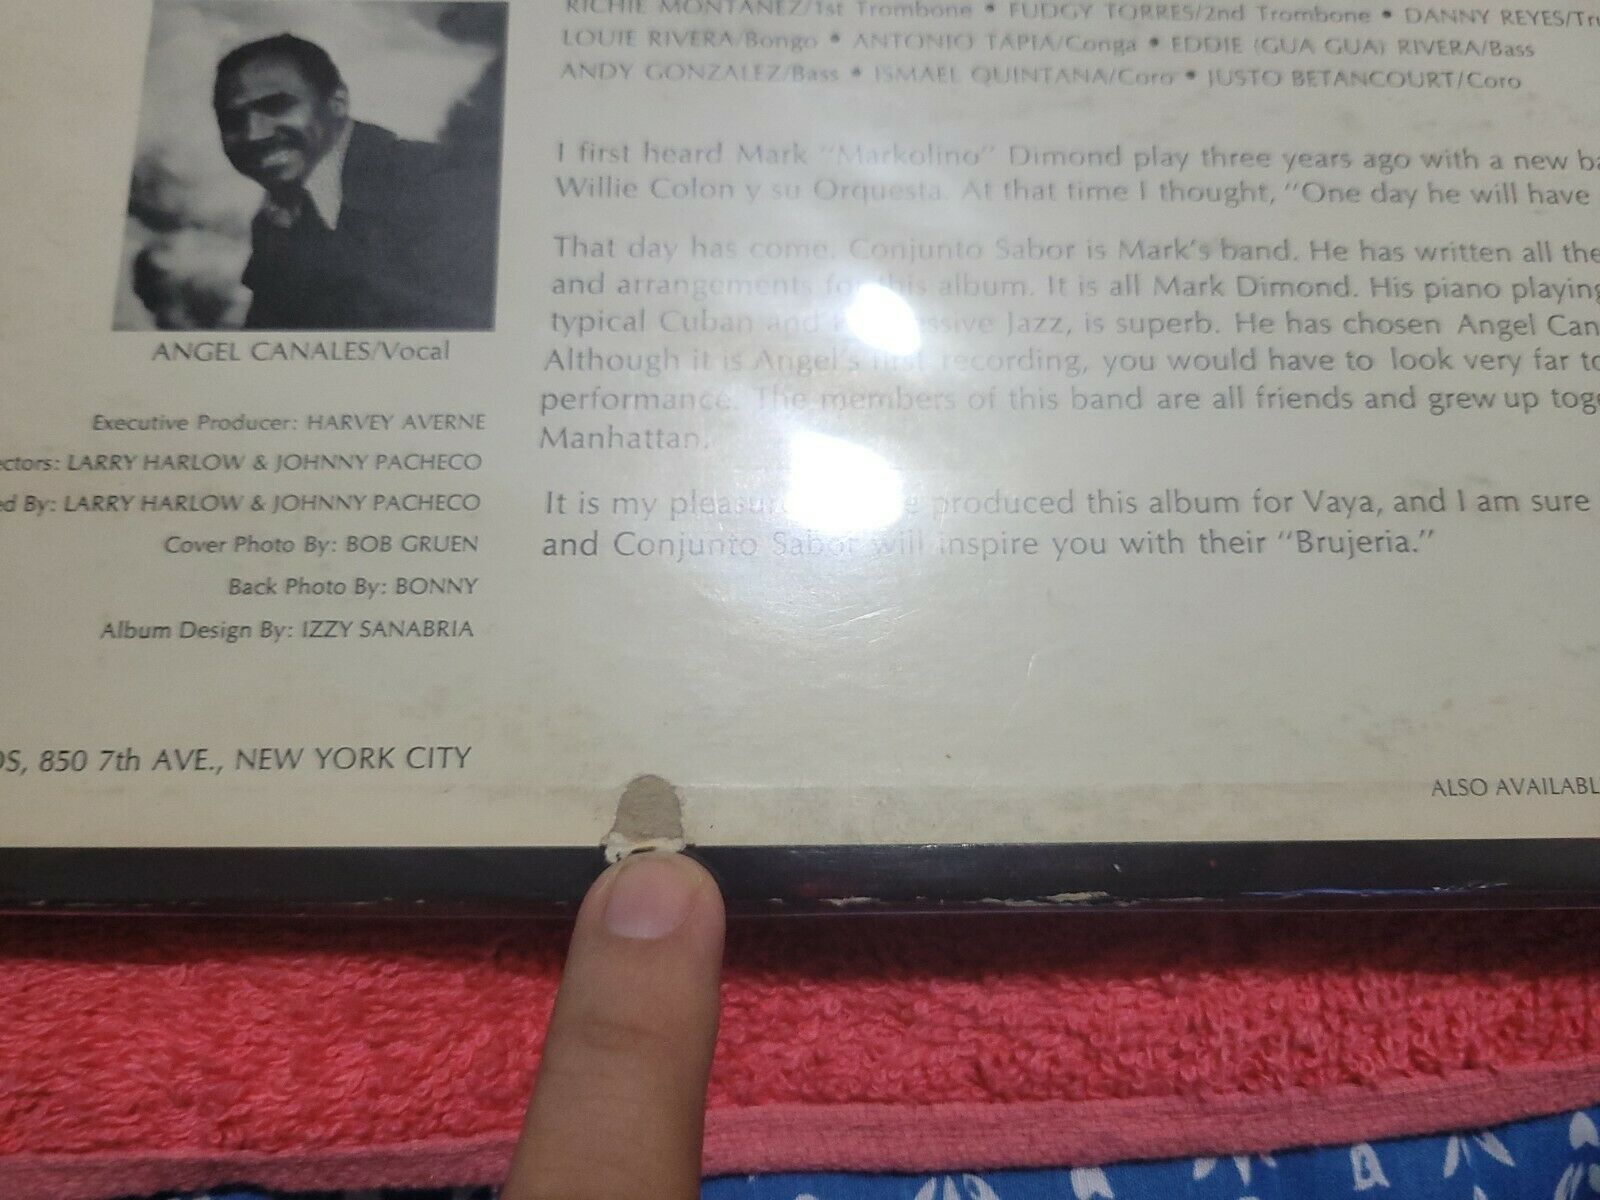 RICHIE MONTANEZ/1st Trombone • FUDGY TORRES/2nd Trombone • DANNY REYES/Tru
LOUIE RIVERA/Bongo • ANTONIO TAPIA/Conga • EDDIE (GUA GUA) RIVERA/Bass
ANDY GONZALEZ/Bass • ISMAEL QUINTANA/Coro • JUSTO BETANCOURT/Coro
I first heard Mark "Markolino" Dimond play three years ago with a new ba
Willie Colon y su Orquesta. At that time I thought, "One day he will have
That day has come. Conjunto Sabor is Mark's band. He has written all the
and arrangements for this album. It is all Mark Dimond. His piano playing
typical Cuban and ssive Jazz, is superb. He has chosen Angel Can
Although it is Angel's first recording, you would have to look very far to
performance. The members of this band are all friends and grew up toge
Manhattan.
It is my pleasure produced this album for Vaya, and I am sure
and Conjunto Sabor will inspire you with their "Brujeria."
ANGEL CANALES/Vocal
Executive Producer: HARVEY AVERNE
ectors: LARRY HARLOW & JOHNNY PACHECO
ed By: LARRY HARLOW & JOHNNY PACHECO
Cover Photo By: BOB GRUEN
Back Photo By: BONNY
Album Design By: IZZY SANABRIA
DS, 850 7th AVE., NEW YORK CITY
ALSO AVAILABL